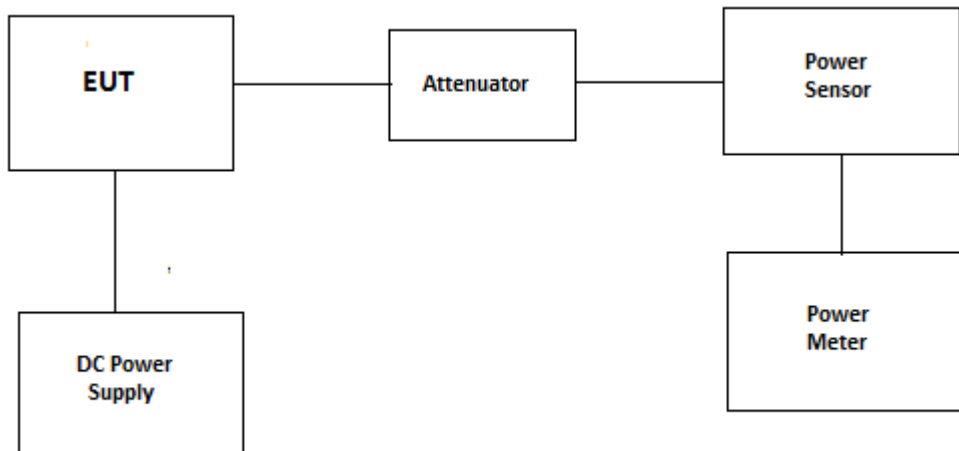 EUT
Attenuator
Power
Sensor
DC Power
Supply
Power
Meter